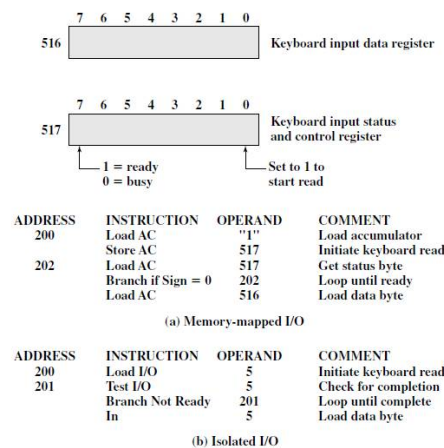 7 6 5 4 3 2 1 0
516 Keyboard input data register
7 6 5 4 3 2 1 0
517 Keyboard input status
and control register
1 = ready
0 = busy
Set to 1 to
start read
ADDRESS INSTRUCTION OPERAND COMMENT
200 Load AC "1" Load accumulator
Store AC 517 Initiate keyboard read
202 Load AC 517 Get status byte
Branch if Sign = 0 202 Loop until ready
Load AC 516 Load data byte
(a) Memory-mapped I/O
ADDRESS INSTRUCTION OPERAND COMMENT
200 Load I/O 5 Initiate keyboard read
201 Test I/O 5 Check for completion
Branch Not Ready 201 Loop until complete
In 5 Load data byte
(b) Isolated I/O